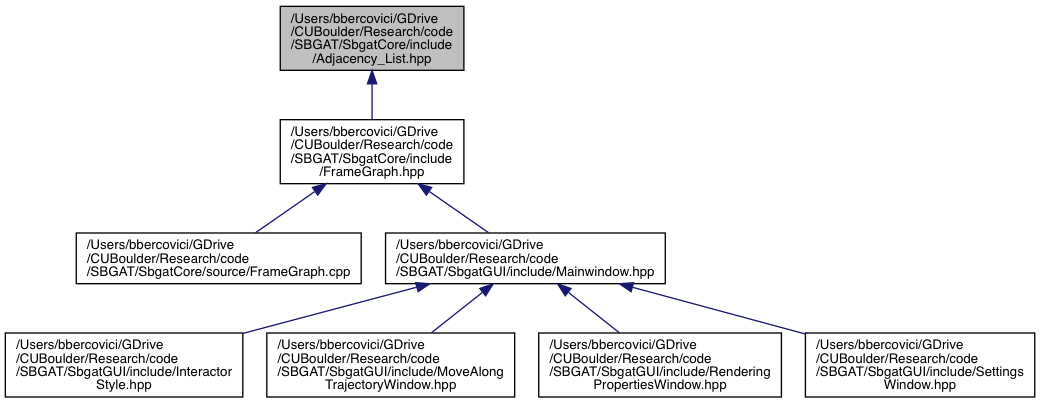 /Users/bbercovici/GDrive
/CUBoulder/Research/code
/SBGAT/SbgatCore/include
/Adjacency_List.hpp
/Users/bbercovici/GDrive
/CUBoulder/Research/code
/SBGAT/SbgatCore/include
/FrameGraph.hpp
/Users/bbercovici/GDrive
/CUBoulder/Research/code
/SBGAT/SbgatCore/source/FrameGraph.cpp
/Users/bbercovici/GDrive
/CUBoulder/Research/code
/SBGAT/SbgatGUI/include/Mainwindow.hpp
/Users/bbercovici/GDrive
/CUBoulder/Research/code
/SBGAT/SbgatGUI/include/Interactor
Style.hpp
/Users/bbercovici/GDrive
/CUBoulder/Research/code
/SBGAT/SbgatGUI/include/MoveAlong
TrajectoryWindow.hpp
/Users/bbercovici/GDrive
/CUBoulder/Research/code
/SBGAT/SbgatGUI/include/Rendering
PropertiesWindow.hpp
/Users/bbercovici/GDrive
/CUBoulder/Research/code
/SBGAT/SbgatGUI/include/Settings
Window.hpp